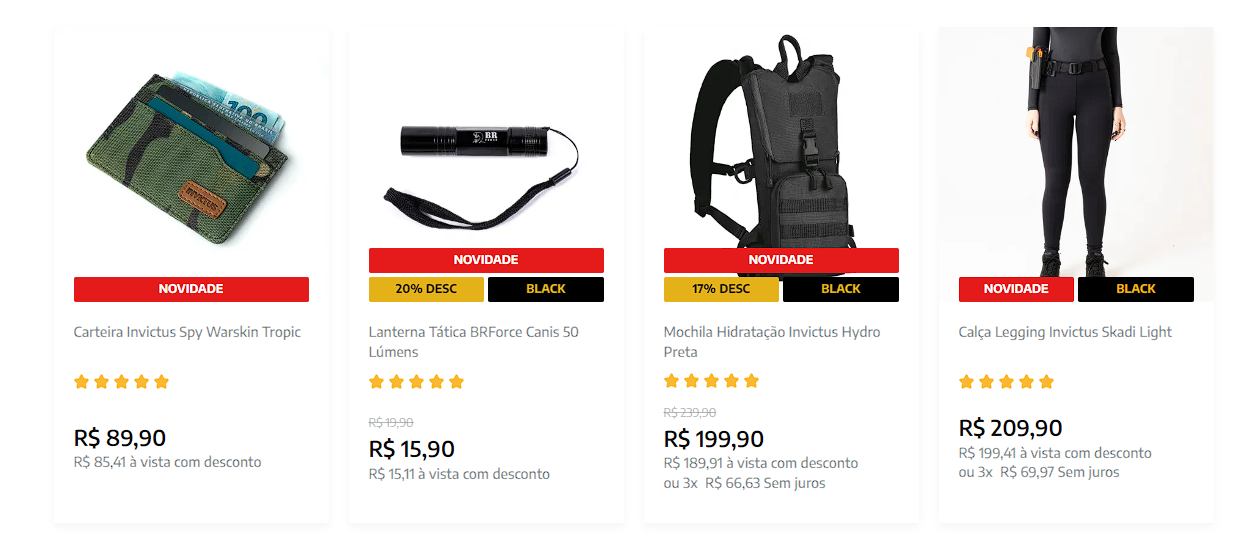 100
INVICTUS
NOVIDADE
Carteira Invictus Spy Warskin Tropic
R$ 89,90
R$ 85,41 à vista com desconto
BR
FORCE
NOVIDADE
20% DESC
BLACK
Lanterna Tática BRForce Canis 50
Lúmens
R$ 19,90
R$ 15,90
R$ 15,11 à vista com desconto
NOVIDADE
17% DESC
BLACK
Mochila Hidratação Invictus Hydro
Preta
R$ 239,90
R$ 199,90
R$ 189,91 à vista com desconto
ou 3x R$ 66,63 Sem juros
NOVIDADE
BLACK
Calça Legging Invictus Skadi Light
R$ 209,90
R$ 199,41 à vista com desconto
ou 3x R$ 69,97 Sem juros